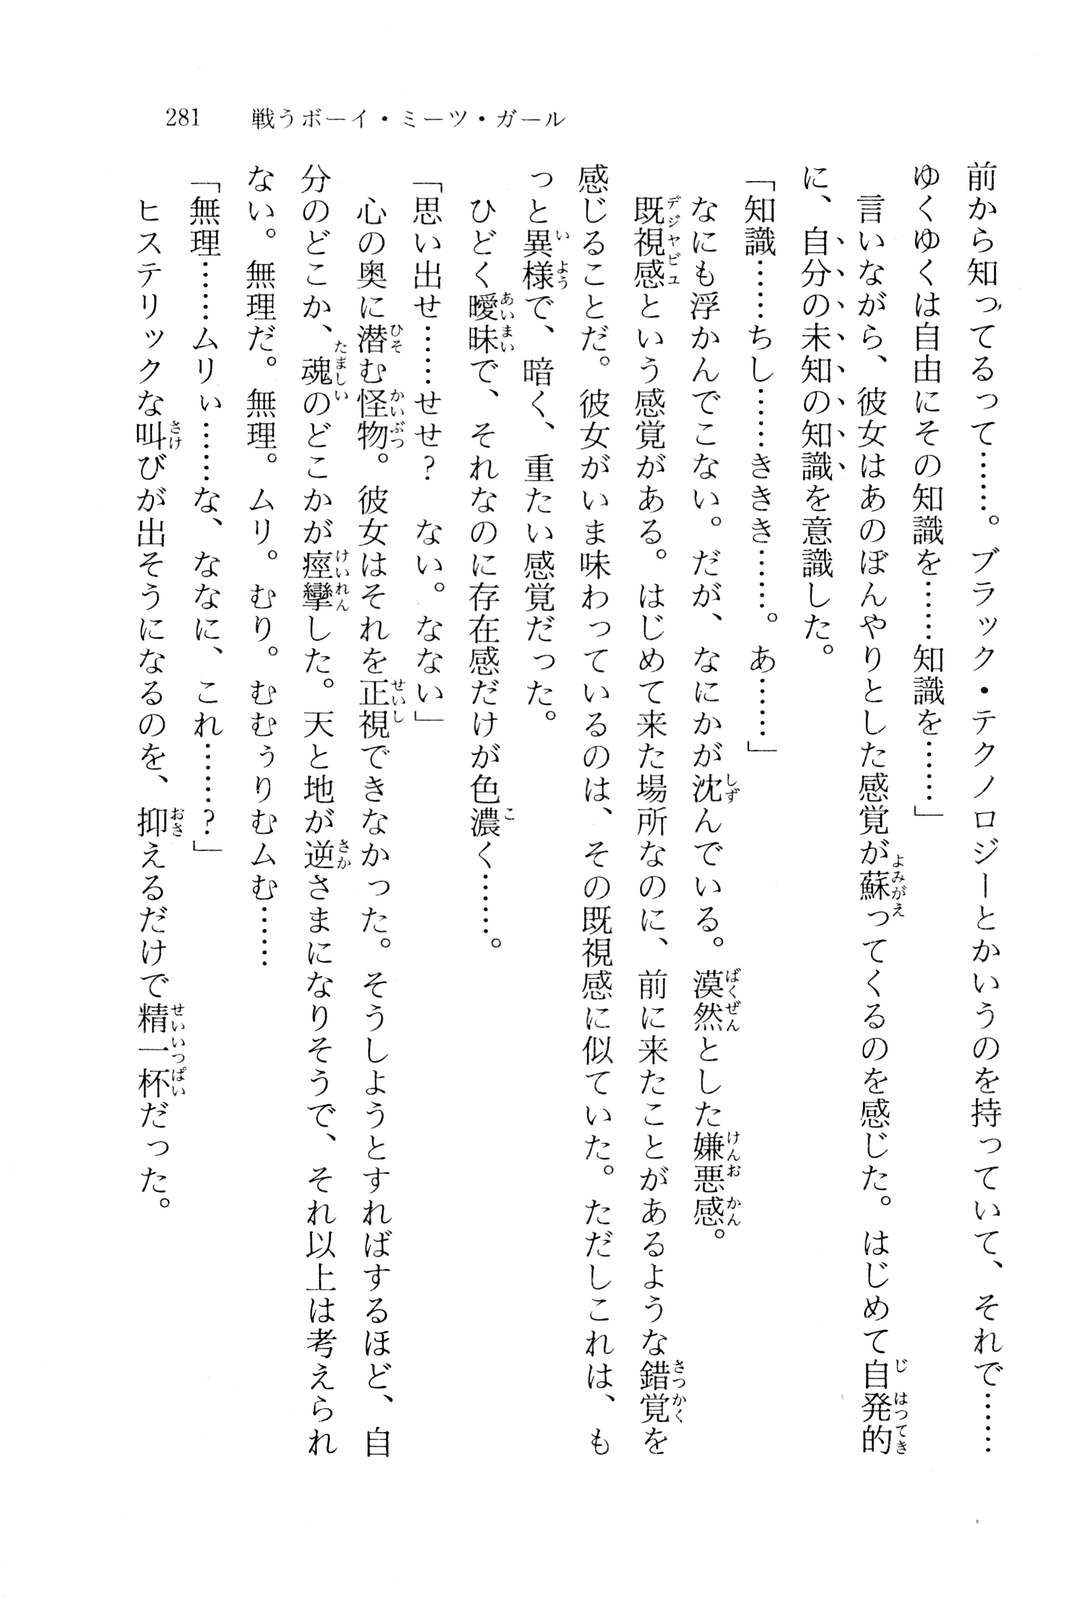 281　戦うボーイ・ミーツ・ガール
前から知ってるって……。ブラック・テクノロジーとかいうのを持っていて、それで……
ゆくゆくは自由にその知識を……知識を……」
　言いながら、彼女はあのぼんやりとした感覚が蘇ってくるのを感じた。はじめて自発的
に、自分の未知の知識を意識した。
「知識……ちし……ききき……。あ……」
　なにも浮かんでこない。だが、なにかが沈んでいる。漠然とした嫌悪感。
　既視感という感覚がある。はじめて来た場所なのに、前に来たことがあるような錯覚を
感じることだ。彼女がいま味わっているのは、その既視感に似ていた。ただしこれは、も
っと異様で、暗く、重たい感覚だった。
　ひどく曖昧で、それなのに存在感だけが色濃く……。
「思い出せ……せせ？　ない。なない」
　心の奥に潜む怪物。彼女はそれを正視できなかった。そうしようとすればするほど、自
分のどこか、魂のどこかが痙攣した。天と地が逆さまになりそうで、それ以上は考えられ
ない。無理だ。無理。ムリ。むり。むむぅりむムむ……
「無理……ムリぃ……な、ななに、これ……？」
　ヒステリックな叫びが出そうになるのを、抑えるだけで精一杯だった。